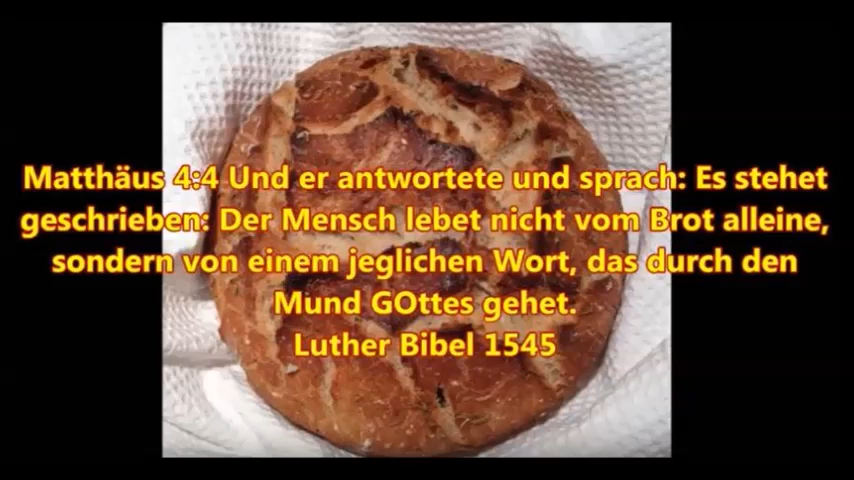 Matthäus 4:4 Und er antwortete und sprach: Es stehet
geschrieben: Der Mensch lebet nicht vom Brot alleine,
sondern von einem jeglichen Wort, das durch den
Mund GOttes gehet.
Luther Bibel 1545